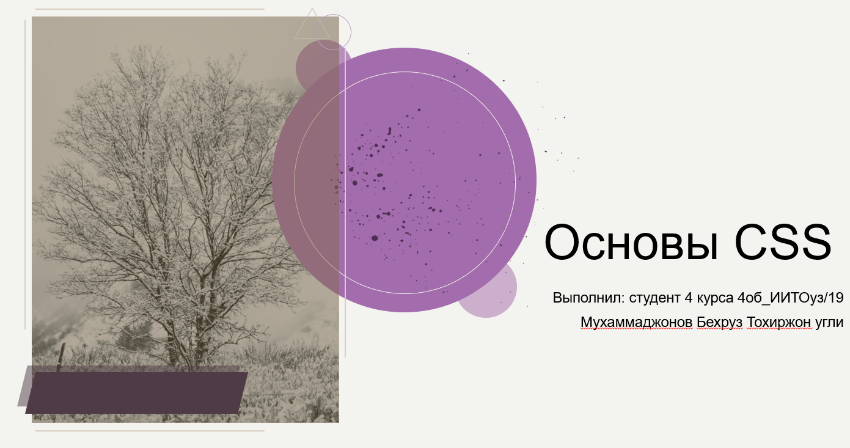 Основы CSS
Выполнил: студент 4 курса 4об_ИИТОуз/19
Мухаммаджонов Бехруз Тохиржон угли